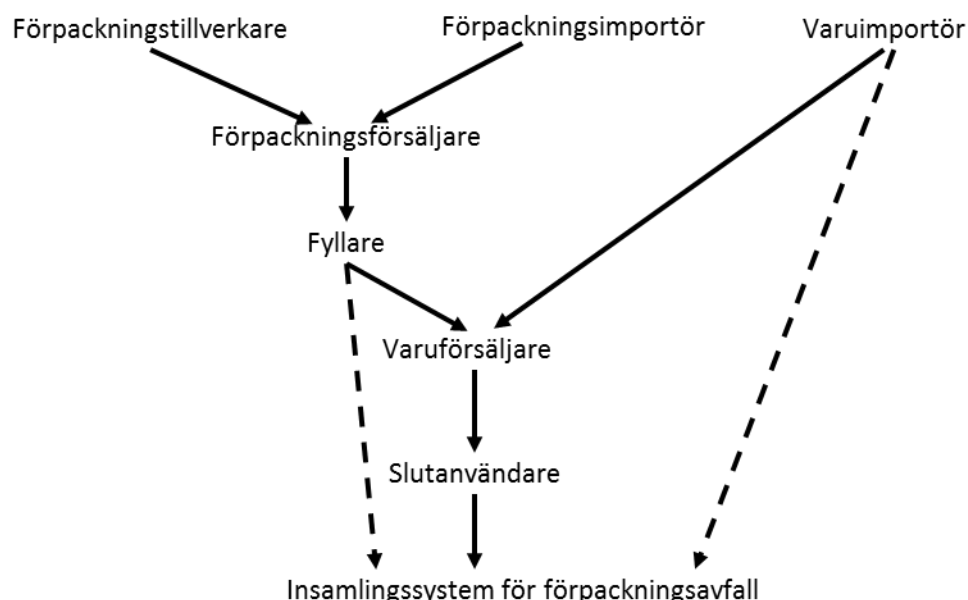 Förpackningstillverkare
Förpackningsimportör
Varuimportör
Förpackningsförsäljare
Fyllare
Varuförsäljare
Slutanvändare
Insamlingssystem för förpackningsavfall